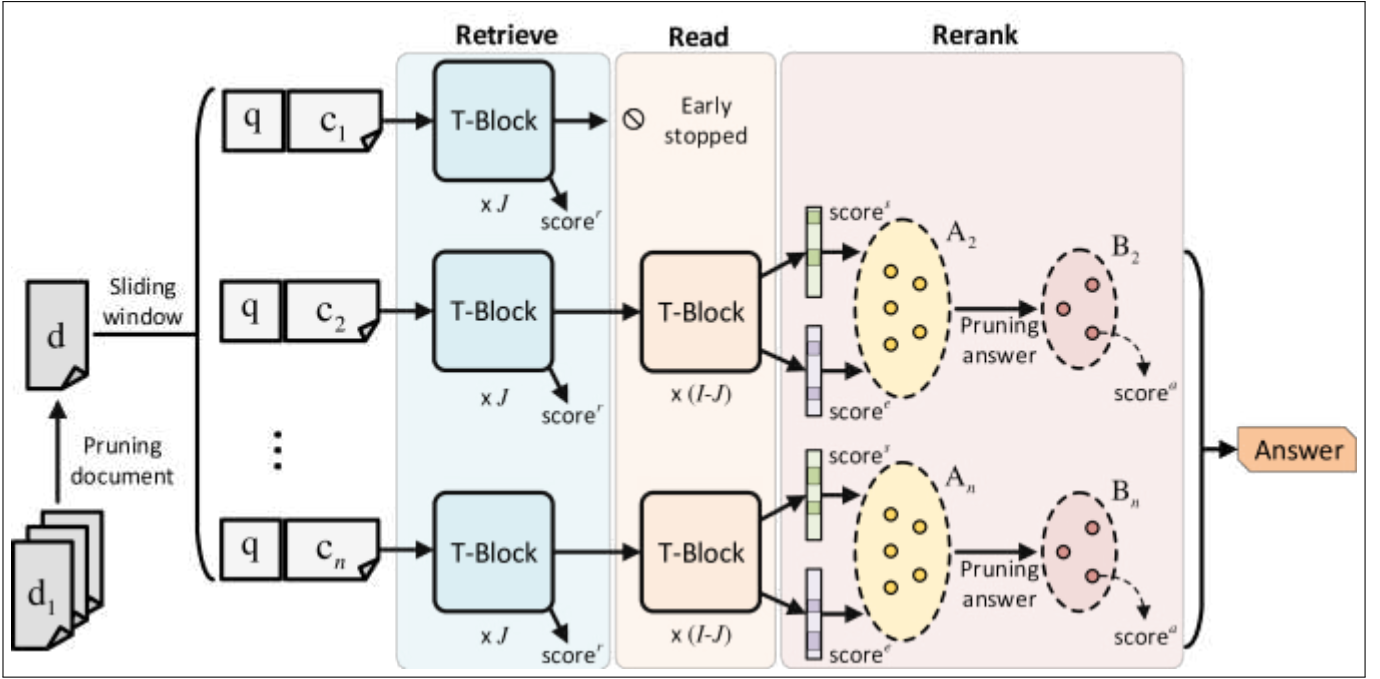 Retrieve
Read
Rerank
q
c1
T-Block
x J
score^r
Early
stopped
d
Sliding
window
q
c2
T-Block
x J
score^r
T-Block
x (I-J)
score^s
score^e
A2
Pruning
answer
B2
score^a
Pruning
document
d1
q
cn
T-Block
x J
score^r
T-Block
x (I-J)
score^s
score^e
An
Pruning
answer
Bn
score^a
Answer